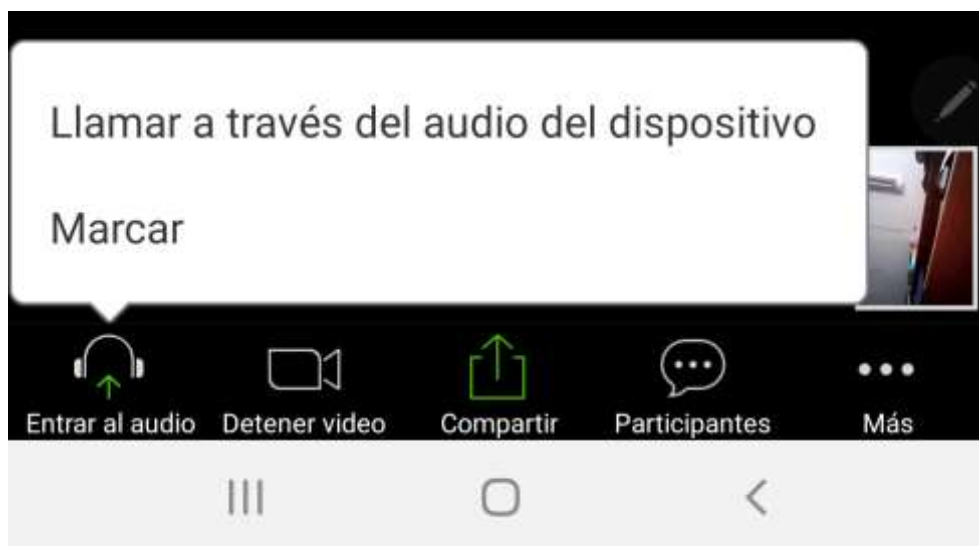 Llamar a través del audio del dispositivo
Marcar
Entrar al audio Detener video Compartir Participantes Más